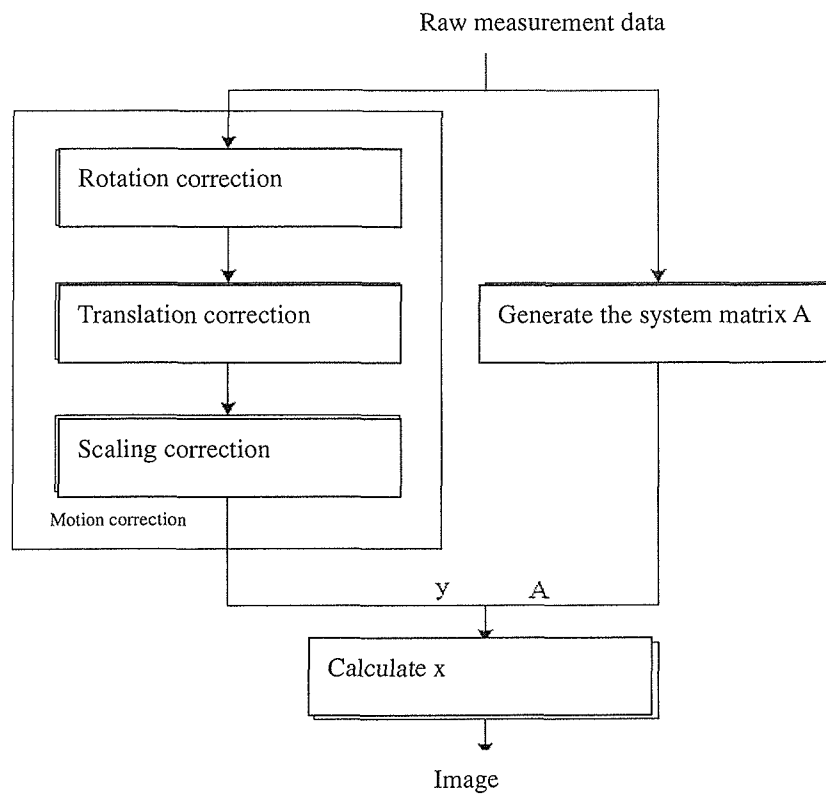 Raw measurement data
Rotation correction
Translation correction
Generate the system matrix A
Scaling correction
Motion correction
y A
Calculate x
Image